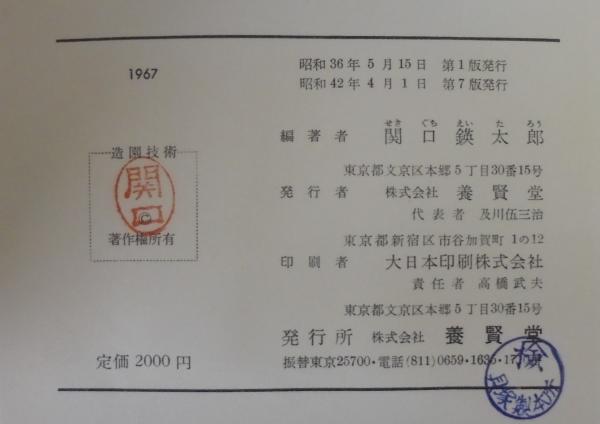 1967
昭和36年5月15日 第1版発行
昭和42年4月1日 第7版発行
せき ぐち えい た ろう
編著者 関口鍈太郎
造園技術
関口
©
著作権所有
東京都文京区本郷5丁目30番15号
発行者 株式会社 養賢堂
代表者 及川伍三治
東京都新宿区市谷加賀町1の12
印刷者 大日本印刷株式会社
責任者 高橋武夫
東京都文京区本郷5丁目30番15号
発行所 株式会社 養賢堂
定価 2000円
振替東京25700・電話(811)0659・1635・
検
製本所